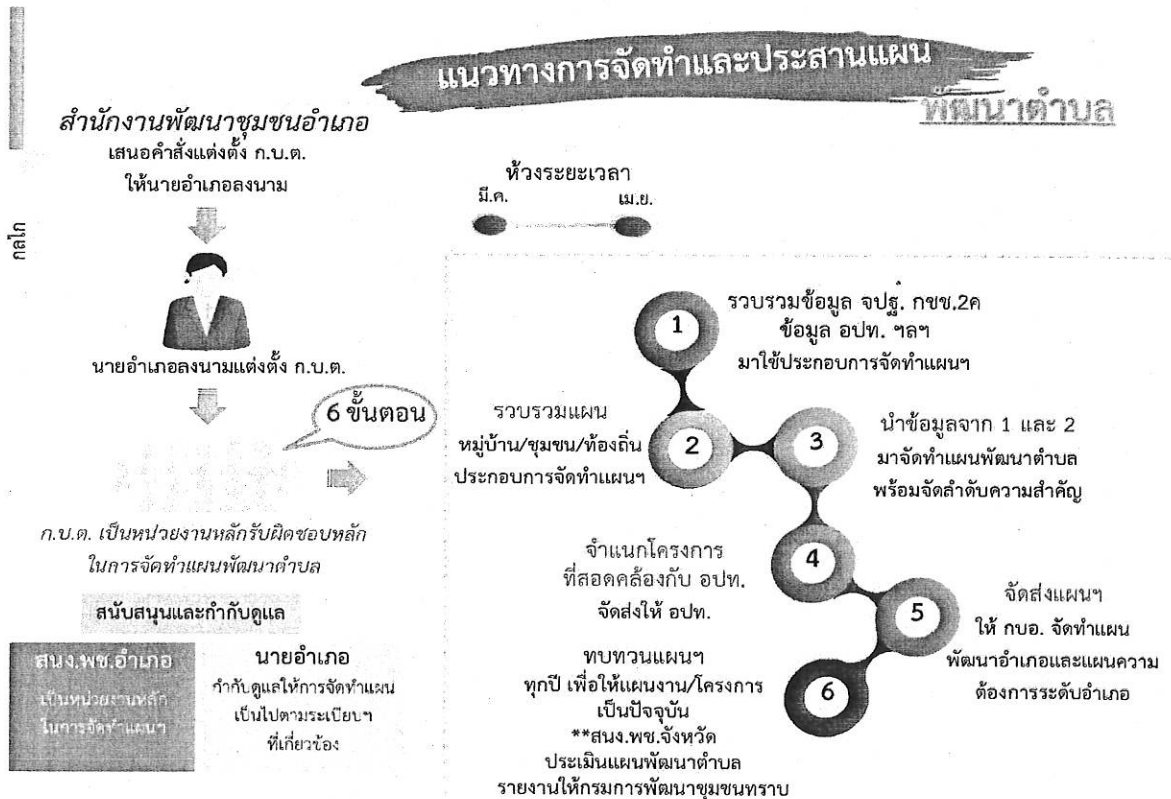 แนวทางการจัดทำและประสานแผน
พัฒนาตำบล
สำนักงานพัฒนาชุมชนอำเภอ
เสนอคำสั่งแต่งตั้ง ก.บ.ต.
ให้นายอำเภอลงนาม
กลไก
นายอำเภอลงนามแต่งตั้ง ก.บ.ต.
6 ขั้นตอน
ก.บ.ต. เป็นหน่วยงานหลักรับผิดชอบหลัก
ในการจัดทำแผนพัฒนาตำบล
สนับสนุนและกำกับดูแล
สนง.พช.อำเภอ
เป็นหน่วยงานหลัก
ในการจัดทำแผนฯ
นายอำเภอ
กำกับดูแลให้การจัดทำแผน
เป็นไปตามระเบียบฯ
ที่เกี่ยวข้อง
ห้วงระยะเวลา
มี.ค. เม.ย.
1
รวบรวมข้อมูล จปฐ. กชช.2ค
ข้อมูล อปท. ฯลฯ
มาใช้ประกอบการจัดทำแผนฯ
รวบรวมแผน
หมู่บ้าน/ชุมชน/ท้องถิ่น
ประกอบการจัดทำแผนฯ
2
3
นำข้อมูลจาก 1 และ 2
มาจัดทำแผนพัฒนาตำบล
พร้อมจัดลำดับความสำคัญ
จำแนกโครงการ
ที่สอดคล้องกับ อปท.
จัดส่งให้ อปท.
4
5
จัดส่งแผนฯ
ให้ กบอ. จัดทำแผน
พัฒนาอำเภอและแผนความ
ต้องการระดับอำเภอ
ทบทวนแผนฯ
ทุกปี เพื่อให้แผนงาน/โครงการ
เป็นปัจจุบัน
**สนง.พช.จังหวัด
ประเมินแผนพัฒนาตำบล
รายงานให้กรมการพัฒนาชุมชนทราบ
6